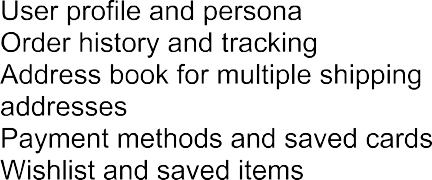 User profile and persona
Order history and tracking
Address book for multiple shipping
addresses
Payment methods and saved cards
Wishlist and saved items